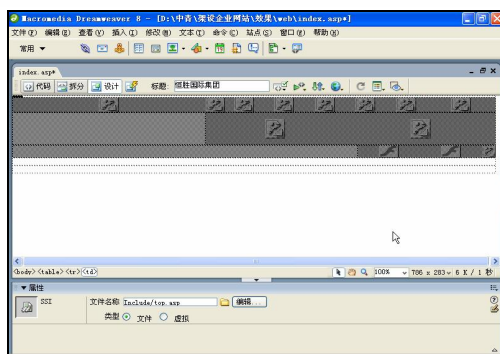 Macromedia Dreamweaver 8 - [D:\中青\架设企业网站\效果\web\index.asp*]
文件(F) 编辑(E) 查看(V) 插入(I) 修改(M) 文本(T) 命令(C) 站点(S) 窗口(W) 帮助(H)
常用
index.asp*
代码 拆分 设计 标题: 恒胜国际集团
<body> <table> <tr> <td> 100% 786 x 283 6 K / 1 秒
属性
SSI 文件名称 Include/top.asp 编辑...
类型 文件 虚拟